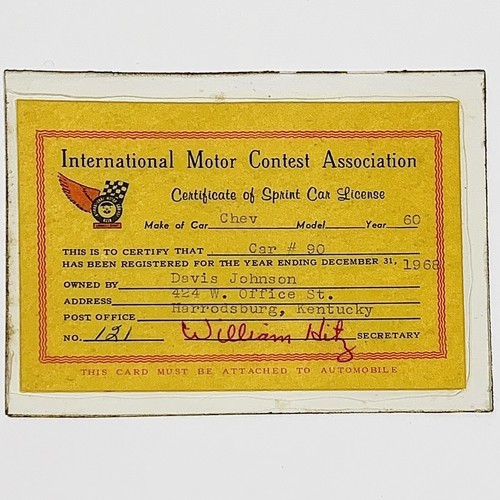 International Motor Contest Association
Certificate of Sprint Car License
Make of Car Chev Model Year 60
THIS IS TO CERTIFY THAT Car # 90
HAS BEEN REGISTERED FOR THE YEAR ENDING DECEMBER 31, 1968
OWNED BY Davis Johnson
ADDRESS 424 W. Office St.
POST OFFICE Harrodsburg, Kentucky
NO. 121 William Hitz SECRETARY
THIS CARD MUST BE ATTACHED TO AUTOMOBILE